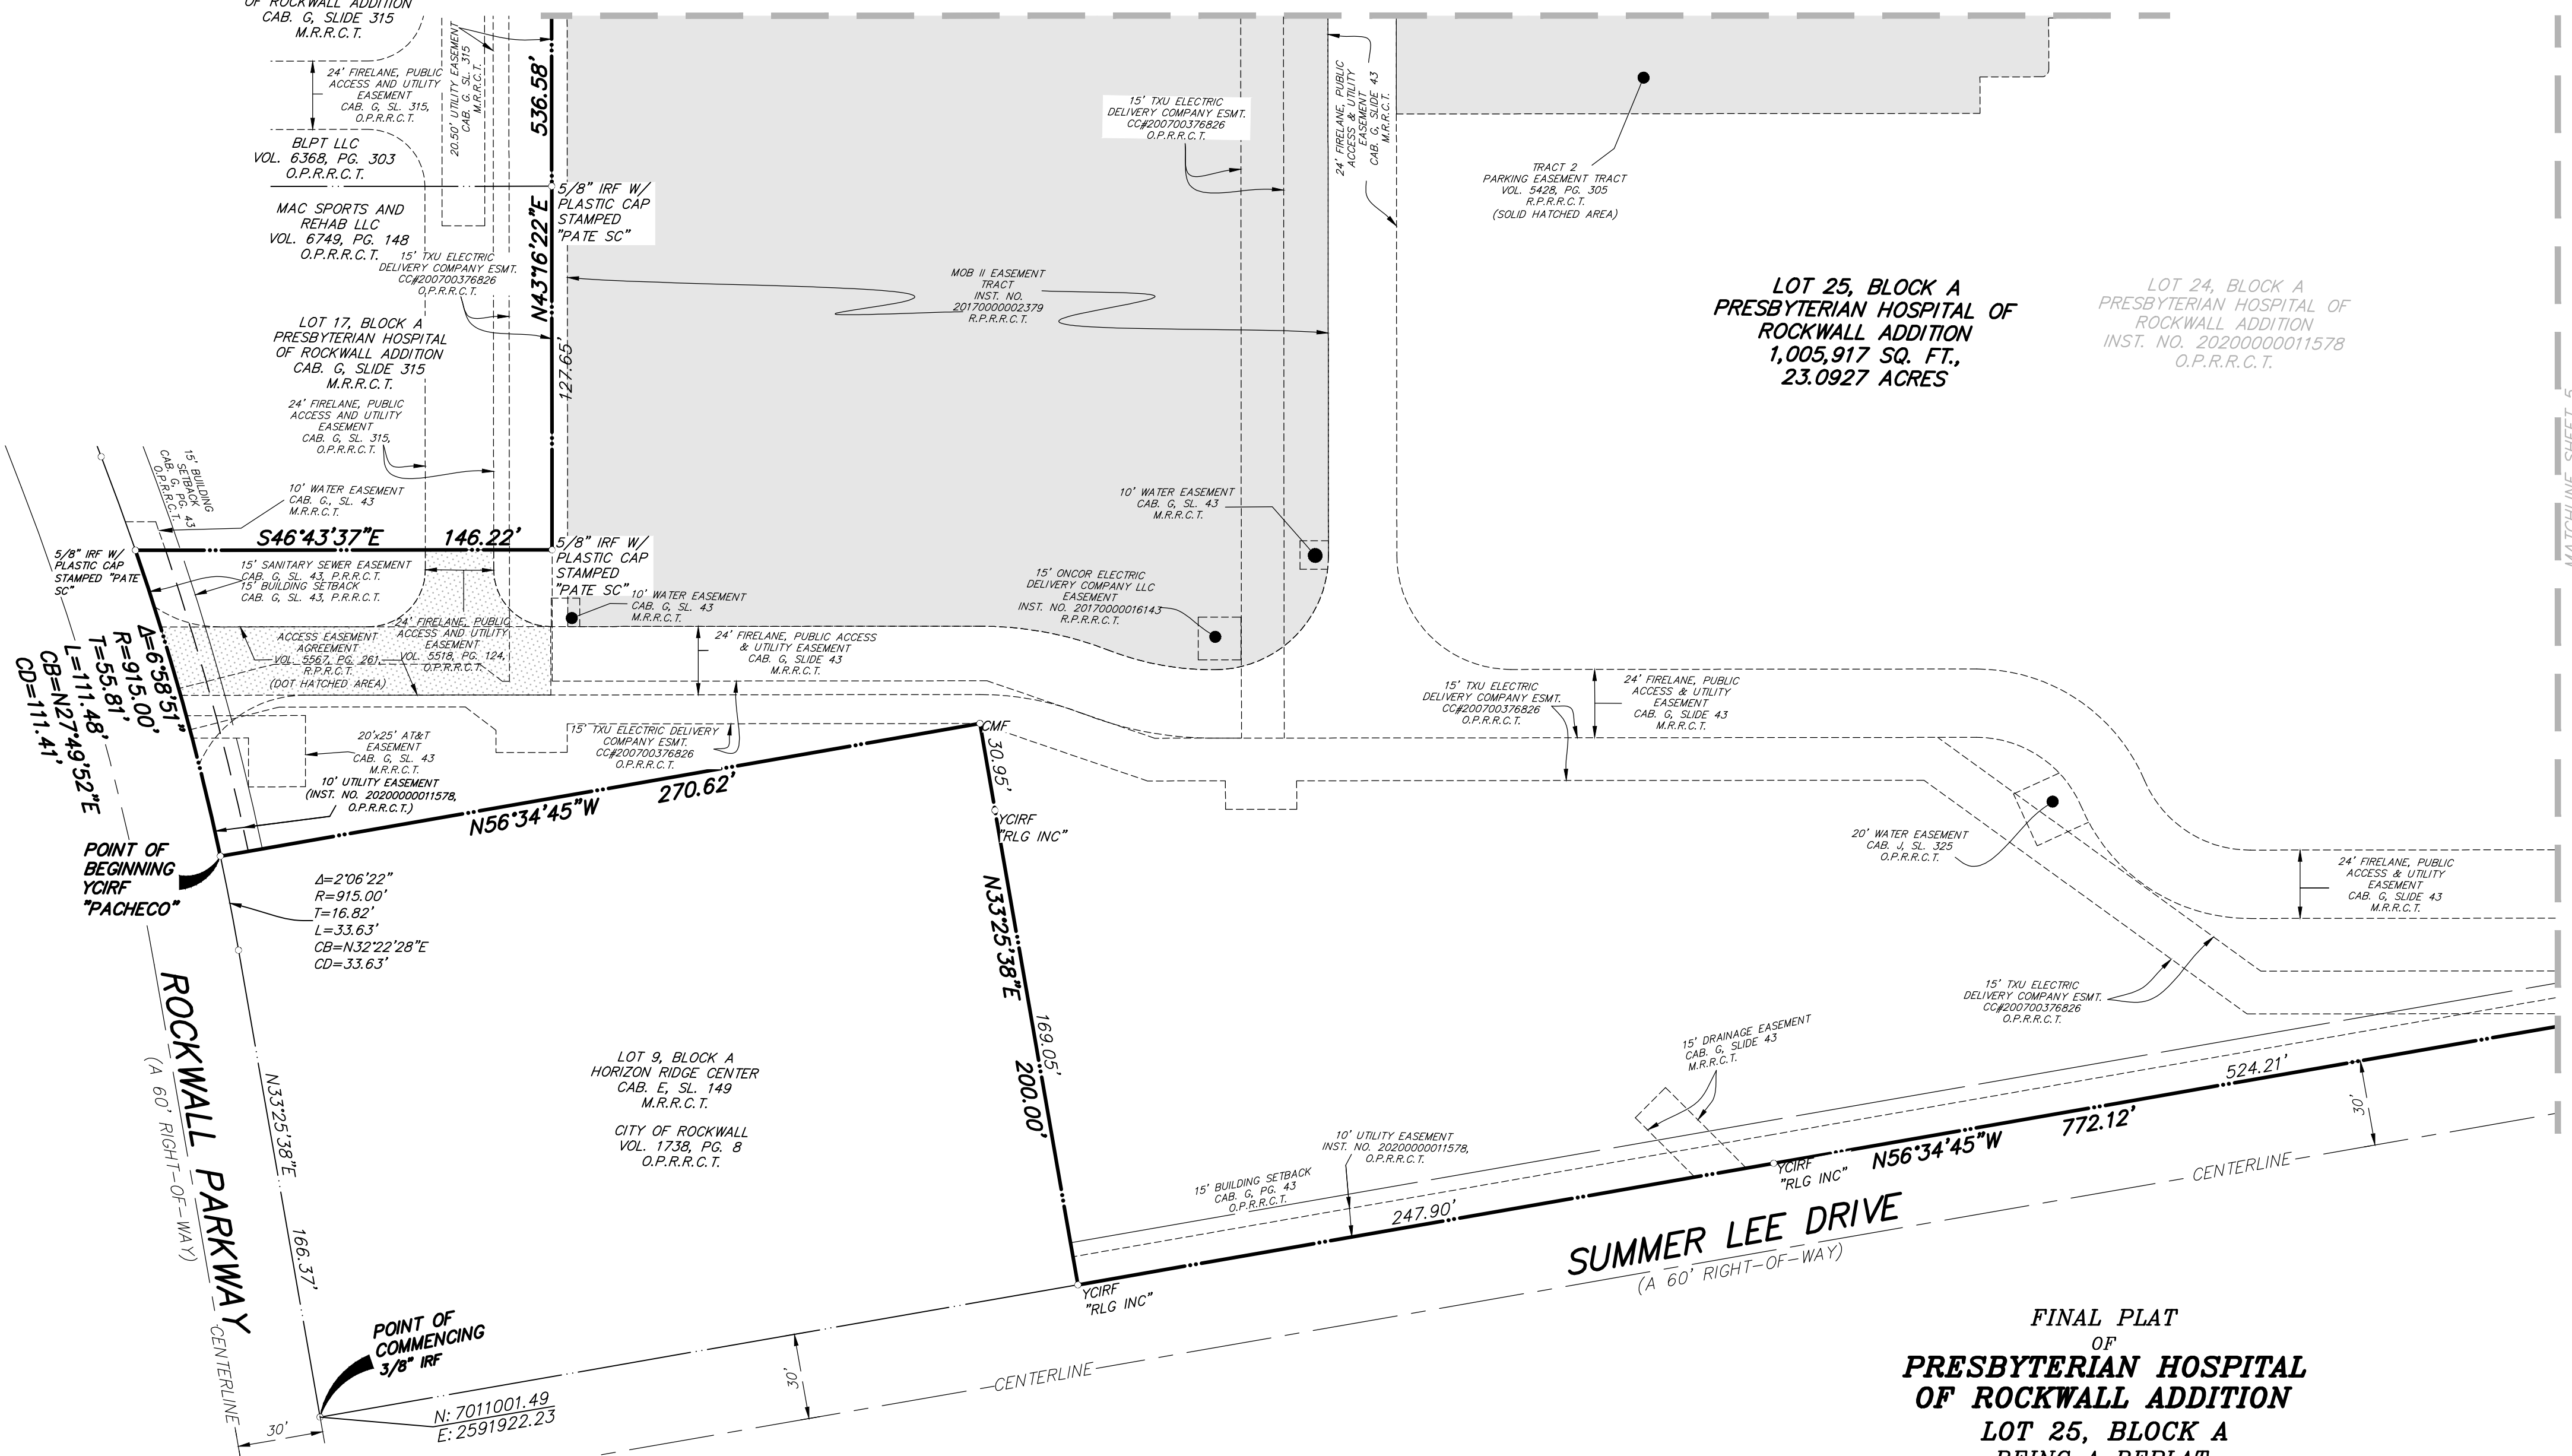 OF ROCKWALL ADDITION
CAB. G, SLIDE 315
M.R.R.C.T.
24' FIRELANE, PUBLIC
ACCESS AND UTILITY
EASEMENT
CAB. G, SL. 315,
O.P.R.R.C.T.
20.50' UTILITY EASEMENT
CAB. G. SL. 315
M.R.R.C.T.
536.58'
BLPT LLC
VOL. 6368, PG. 303
O.P.R.R.C.T.
5/8" IRF W/
PLASTIC CAP
STAMPED
"PATE SC"
MAC SPORTS AND
REHAB LLC
VOL. 6749, PG. 148
O.P.R.R.C.T.
15' TXU ELECTRIC
DELIVERY COMPANY ESMT.
CC#200700376826
O.P.R.R.C.T.
N43°16'22"E
127.65'
LOT 17, BLOCK A
PRESBYTERIAN HOSPITAL
OF ROCKWALL ADDITION
CAB. G, SLIDE 315
M.R.R.C.T.
24' FIRELANE, PUBLIC
ACCESS AND UTILITY
EASEMENT
CAB. G, SL. 315,
O.P.R.R.C.T.
15' TXU ELECTRIC
DELIVERY COMPANY ESMT.
CC#200700376826
O.P.R.R.C.T.
24' FIRELANE, PUBLIC
ACCESS & UTILITY
EASEMENT
CAB. G, SLIDE 43
M.R.R.C.T.
TRACT 2
PARKING EASEMENT TRACT
VOL. 5428, PG. 305
R.P.R.R.C.T.
(SOLID HATCHED AREA)
MOB II EASEMENT
TRACT
INST. NO.
20170000002379
R.P.R.R.C.T.
LOT 25, BLOCK A
PRESBYTERIAN HOSPITAL OF
ROCKWALL ADDITION
1,005,917 SQ. FT.,
23.0927 ACRES
LOT 24, BLOCK A
PRESBYTERIAN HOSPITAL OF
ROCKWALL ADDITION
INST. NO. 20200000011578
O.P.R.R.C.T.
MATCHLINE SHEET 5
15' BUILDING
SETBACK
CAB. G, PG. 43
O.P.R.R.C.T.
10' WATER EASEMENT
CAB. G., SL. 43
M.R.R.C.T.
S46°43'37"E
146.22'
5/8" IRF W/
PLASTIC CAP
STAMPED "PATE
SC"
5/8" IRF W/
PLASTIC CAP
STAMPED
"PATE SC"
15' SANITARY SEWER EASEMENT
CAB. G, SL. 43, P.R.R.C.T.
15' BUILDING SETBACK
CAB. G, SL. 43, P.R.R.C.T.
10' WATER EASEMENT
CAB. G, SL. 43
M.R.R.C.T.
10' WATER EASEMENT
CAB. G, SL. 43
M.R.R.C.T.
15' ONCOR ELECTRIC
DELIVERY COMPANY LLC
EASEMENT
INST. NO. 20170000016143
R.P.R.R.C.T.
Δ=6°58'51"
R=915.00'
T=55.81'
L=111.48'
CB=N27°49'52"E
CD=111.41'
ACCESS EASEMENT
AGREEMENT
VOL. 5567, PG. 261,
R.P.R.C.T.
(DOT HATCHED AREA)
24' FIRELANE, PUBLIC
ACCESS AND UTILITY
EASEMENT
VOL. 5518, PG. 124,
O.P.R.R.C.T.
24' FIRELANE, PUBLIC ACCESS
& UTILITY EASEMENT
CAB. G, SLIDE 43
M.R.R.C.T.
15' TXU ELECTRIC
DELIVERY COMPANY ESMT.
CC#200700376826
O.P.R.R.C.T.
24' FIRELANE, PUBLIC
ACCESS & UTILITY
EASEMENT
CAB. G, SLIDE 43
M.R.R.C.T.
20'x25' AT&T
EASEMENT
CAB. G, SL. 43
M.R.R.C.T.
15' TXU ELECTRIC DELIVERY
COMPANY ESMT.
CC#200700376826
O.P.R.R.C.T.
CMF
30.95'
YCIRF
"RLG INC"
10' UTILITY EASEMENT
(INST. NO. 20200000011578,
O.P.R.R.C.T.)
N56°34'45"W
270.62'
POINT OF
BEGINNING
YCIRF
"PACHECO"
Δ=2°06'22"
R=915.00'
T=16.82'
L=33.63'
CB=N32°22'28"E
CD=33.63'
20' WATER EASEMENT
CAB. J, SL. 325
O.P.R.R.C.T.
24' FIRELANE, PUBLIC
ACCESS & UTILITY
EASEMENT
CAB. G, SLIDE 43
M.R.R.C.T.
N33°25'38"E
169.05'
200.00'
15' TXU ELECTRIC
DELIVERY COMPANY ESMT.
CC#200700376826
O.P.R.R.C.T.
ROCKWALL PARKWAY
(A 60' RIGHT-OF-WAY)
CENTERLINE
N33°25'38"E
166.37'
LOT 9, BLOCK A
HORIZON RIDGE CENTER
CAB. E, SL. 149
M.R.R.C.T.
CITY OF ROCKWALL
VOL. 1738, PG. 8
O.P.R.R.C.T.
15' DRAINAGE EASEMENT
CAB. G, SLIDE 43
M.R.R.C.T.
524.21'
30'
772.12'
N56°34'45"W
YCIRF
"RLG INC"
10' UTILITY EASEMENT
INST. NO. 20200000011578,
O.P.R.R.C.T.
15' BUILDING SETBACK
CAB. G, PG. 43
O.P.R.R.C.T.
247.90'
CENTERLINE
SUMMER LEE DRIVE
(A 60' RIGHT-OF-WAY)
YCIRF
"RLG INC"
POINT OF
COMMENCING
3/8" IRF
30'
CENTERLINE
N: 7011001.49
E: 2591922.23
30'
FINAL PLAT
OF
PRESBYTERIAN HOSPITAL
OF ROCKWALL ADDITION
LOT 25, BLOCK A
BEING A REPLAT